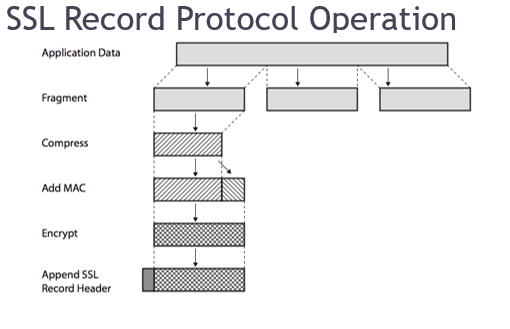 SSL Record Protocol Operation
Application Data
Fragment
Compress
Add MAC
Encrypt
Append SSL
Record Header